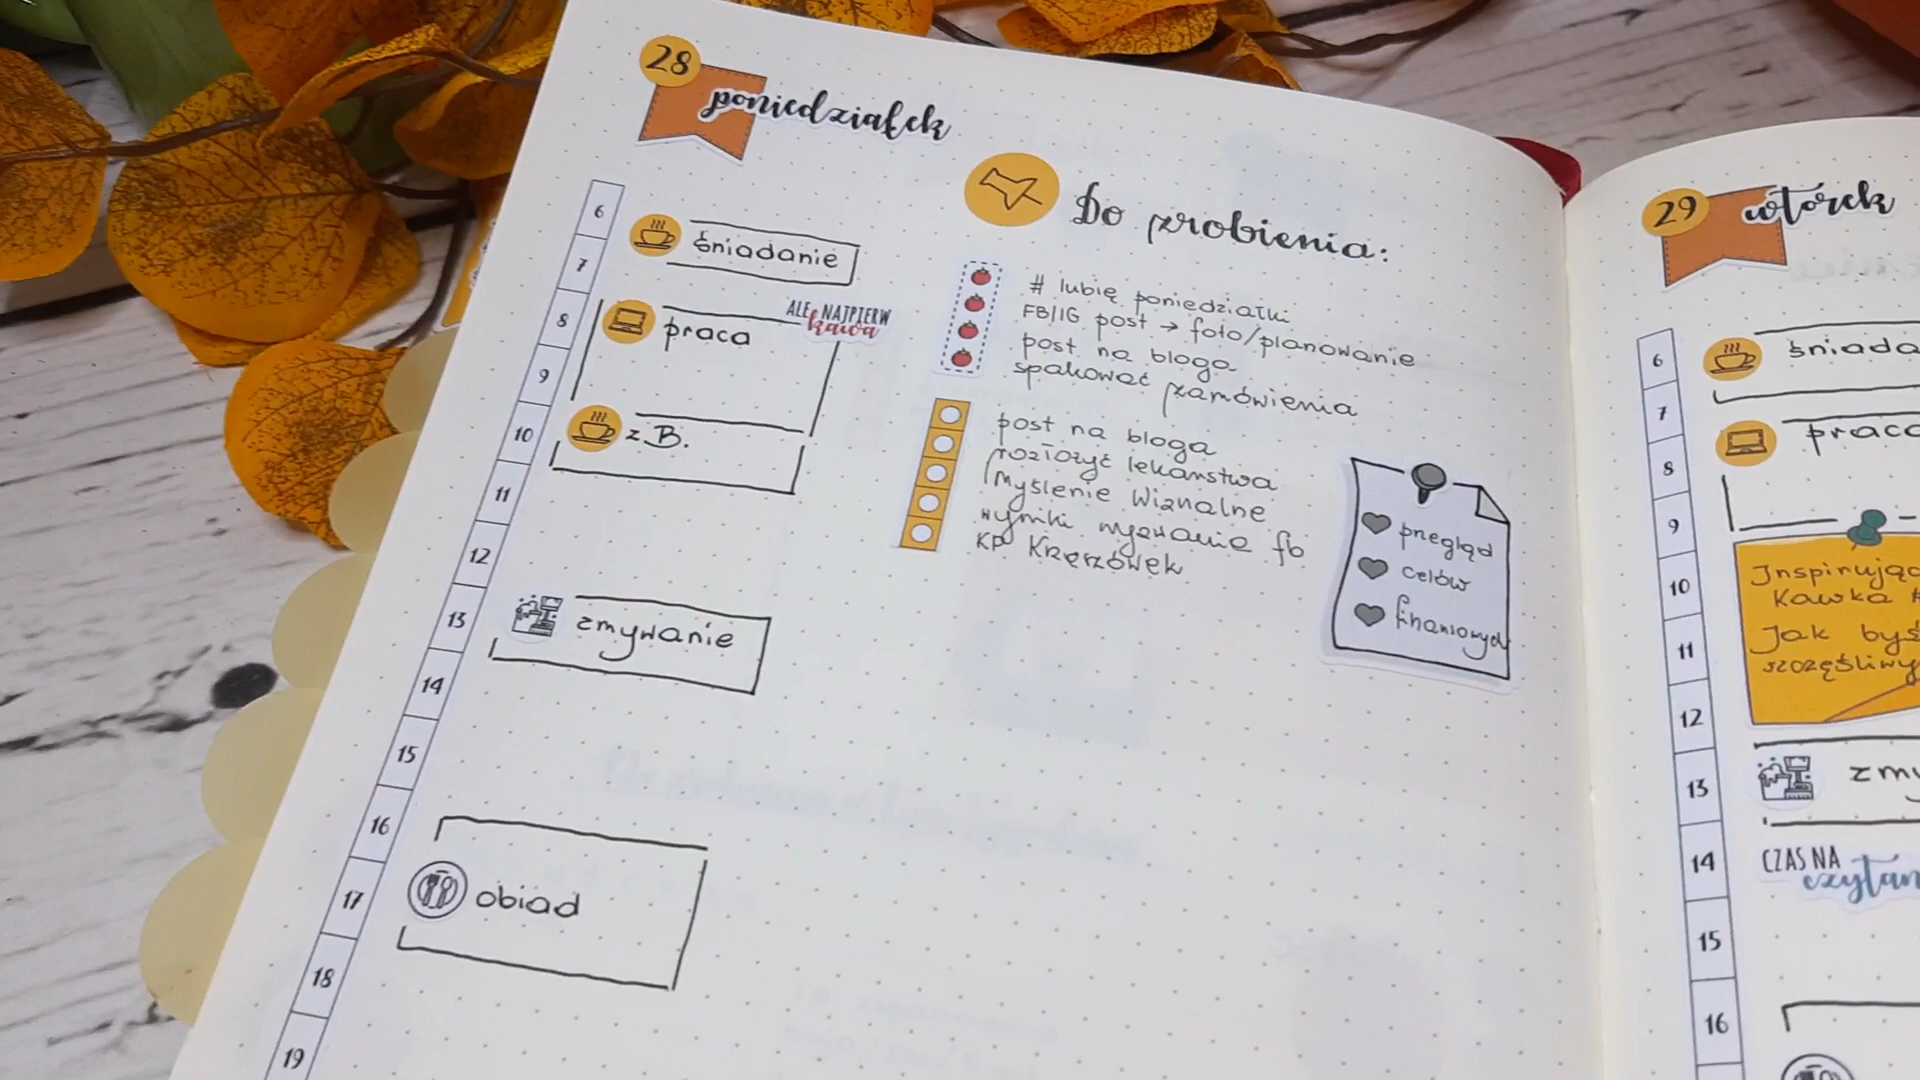 28
poniedziałek
6
7
8
9
10
11
12
13
14
15
16
17
18
19
śniadanie
praca
ALE NAJPIERW
kawa
z B.
zmywanie
obiad
Do zrobienia:
# lubię poniedziałki
FB|IG post → foto/planowanie
post na bloga
spakować zamówienia
post na bloga
rozłożyć lekarstwa
Myślenie Wizualne
wyniki wyzwanie fb
KP Krzęrzówek
przegląd
celów
finansowych
29
wtórek
6
7
8
9
10
11
12
13
14
15
16
śniada
praca
Inspirując
Kawka #
Jak byś
szczęśliwy
zmy
CZAS NA
czytan